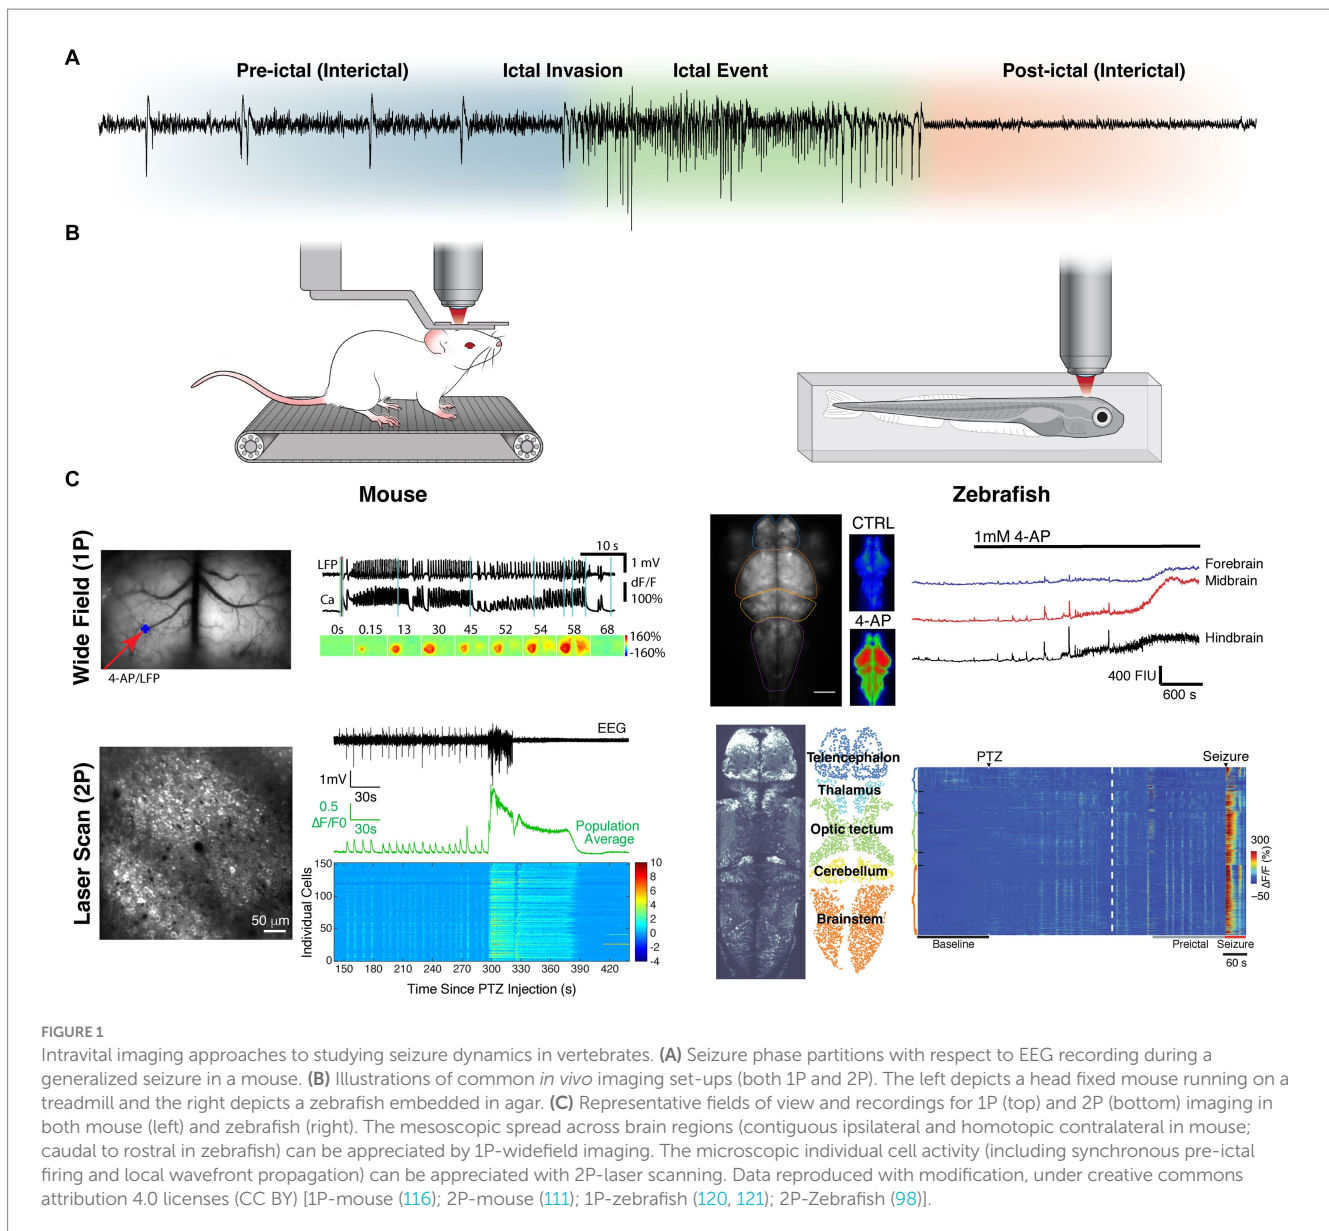 A
Pre-ictal (Interictal)
Ictal Invasion
Ictal Event
Post-ictal (Interictal)
B
C
Mouse
Zebrafish
Wide Field (1P)
4-AP/LFP
10 s
LFP
1 mV
dF/F
Ca
100%
0s 0.15 13 30 45 52 54 58 68
160%
-160%
CTRL
4-AP
1mM 4-AP
Forebrain
Midbrain
Hindbrain
400 FIU
600 s
Laser Scan (2P)
50 µm
EEG
1mV
30s
0.5
ΔF/F0
30s
Population
Average
150
100
50
0
Individual Cells
10
8
6
4
2
0
-2
-4
150 180 210 240 270 300 330 360 390 420
Time Since PTZ Injection (s)
Telencephalon
Thalamus
Optic tectum
Cerebellum
Brainstem
PTZ
Seizure
300
ΔF/F (%)
−50
Baseline
Preictal
Seizure
60 s
FIGURE 1
Intravital imaging approaches to studying seizure dynamics in vertebrates. (A) Seizure phase partitions with respect to EEG recording during a
generalized seizure in a mouse. (B) Illustrations of common in vivo imaging set-ups (both 1P and 2P). The left depicts a head fixed mouse running on a
treadmill and the right depicts a zebrafish embedded in agar. (C) Representative fields of view and recordings for 1P (top) and 2P (bottom) imaging in
both mouse (left) and zebrafish (right). The mesoscopic spread across brain regions (contiguous ipsilateral and homotopic contralateral in mouse;
caudal to rostral in zebrafish) can be appreciated by 1P-widefield imaging. The microscopic individual cell activity (including synchronous pre-ictal
firing and local wavefront propagation) can be appreciated with 2P-laser scanning. Data reproduced with modification, under creative commons
attribution 4.0 licenses (CC BY) [1P-mouse (116); 2P-mouse (111); 1P-zebrafish (120, 121); 2P-Zebrafish (98)].